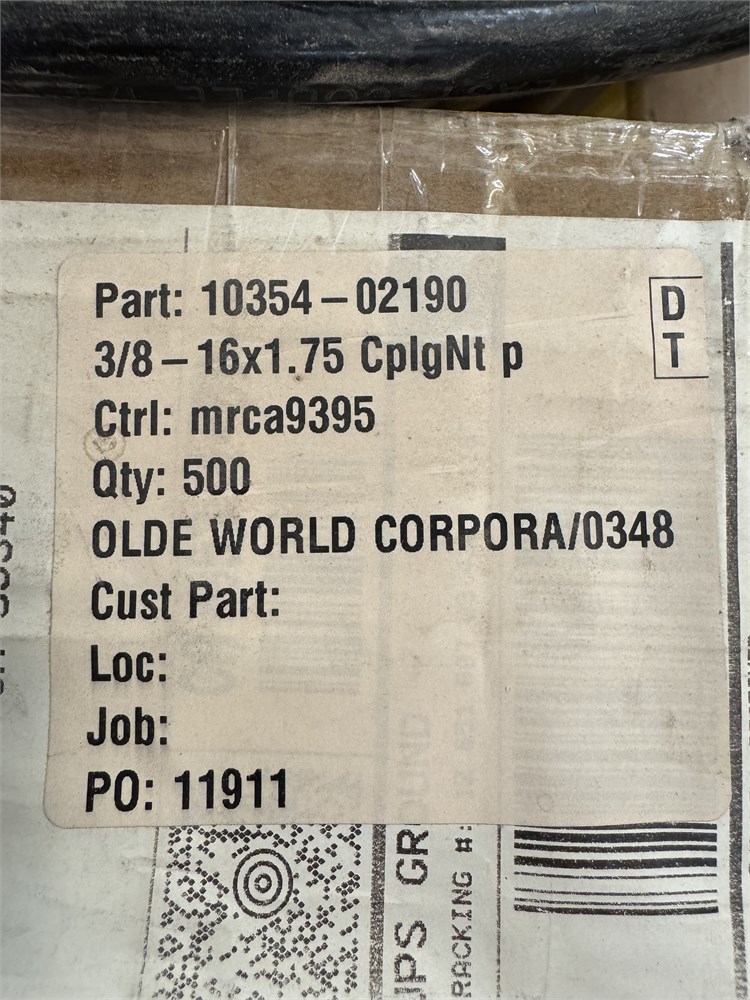 Part: 10354-02190
3/8-16x1.75 CplgNt p
Ctrl: mrca9395
Qty: 500
OLDE WORLD CORPORA/0348
Cust Part:
Loc:
Job:
PO: 11911
D
T
RACKING #: